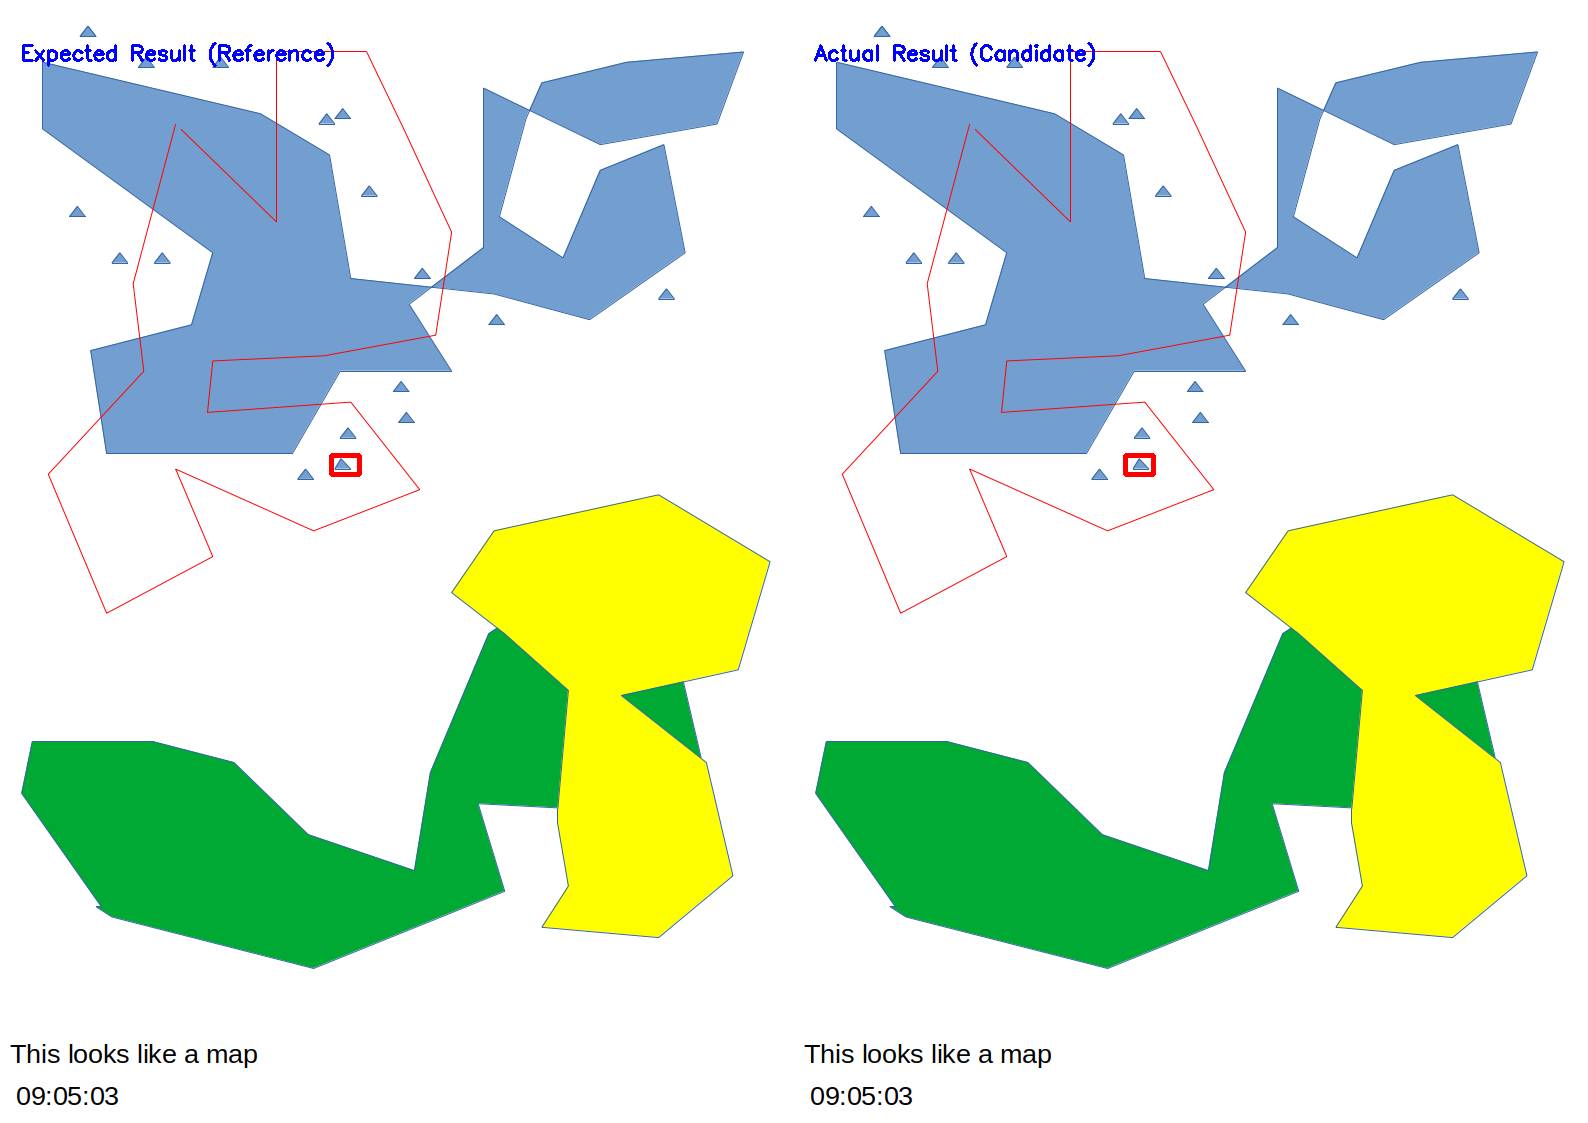 Expected Result (Reference)
Actual Result (Candidate)
This looks like a map
09:05:03
This looks like a map
09:05:03